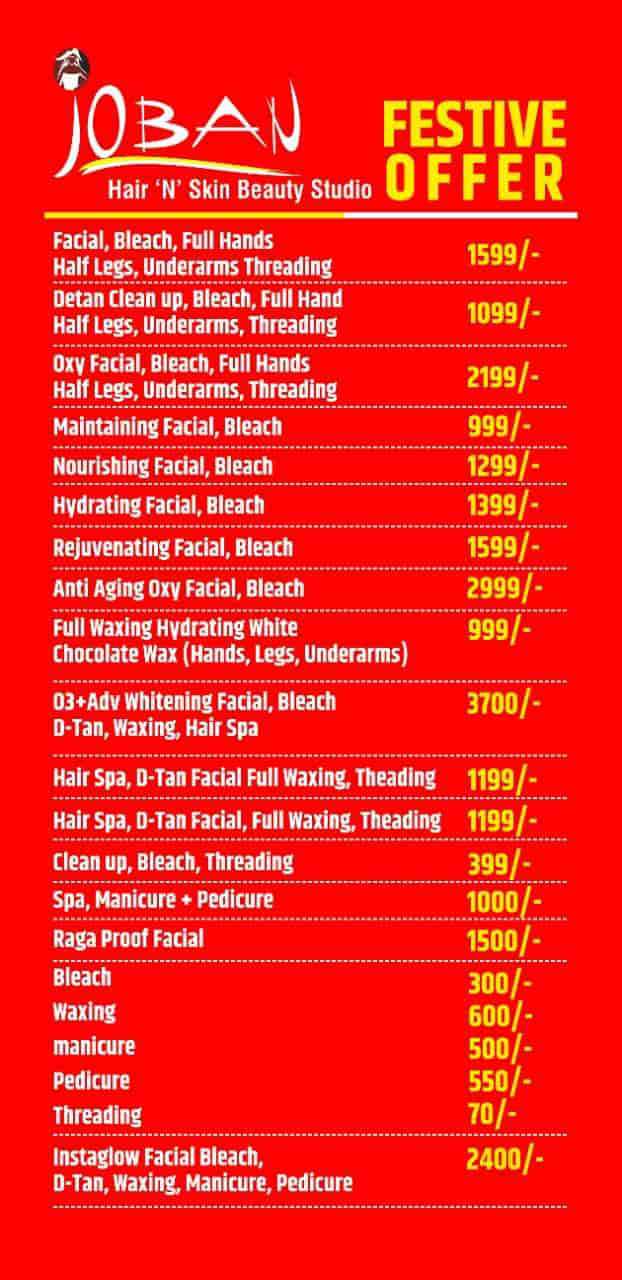 JOBAN
Hair ‘N’ Skin Beauty Studio
FESTIVE
OFFER
Facial, Bleach, Full Hands
Half Legs, Underarms Threading
1599/-
Detan Clean up, Bleach, Full Hand
Half Legs, Underarms, Threading
1099/-
Oxy Facial, Bleach, Full Hands
Half Legs, Underarms, Threading
2199/-
Maintaining Facial, Bleach 999/-
Nourishing Facial, Bleach 1299/-
Hydrating Facial, Bleach 1399/-
Rejuvenating Facial, Bleach 1599/-
Anti Aging Oxy Facial, Bleach 2999/-
Full Waxing Hydrating White 999/-
Chocolate Wax (Hands, Legs, Underarms)
O3+Adv Whitening Facial, Bleach 3700/-
D-Tan, Waxing, Hair Spa
Hair Spa, D-Tan Facial Full Waxing, Theading 1199/-
Hair Spa, D-Tan Facial, Full Waxing, Theading 1199/-
Clean up, Bleach, Threading 399/-
Spa, Manicure + Pedicure 1000/-
Raga Proof Facial 1500/-
Bleach 300/-
Waxing 600/-
manicure 500/-
Pedicure 550/-
Threading 70/-
Instaglow Facial Bleach, 2400/-
D-Tan, Waxing, Manicure, Pedicure